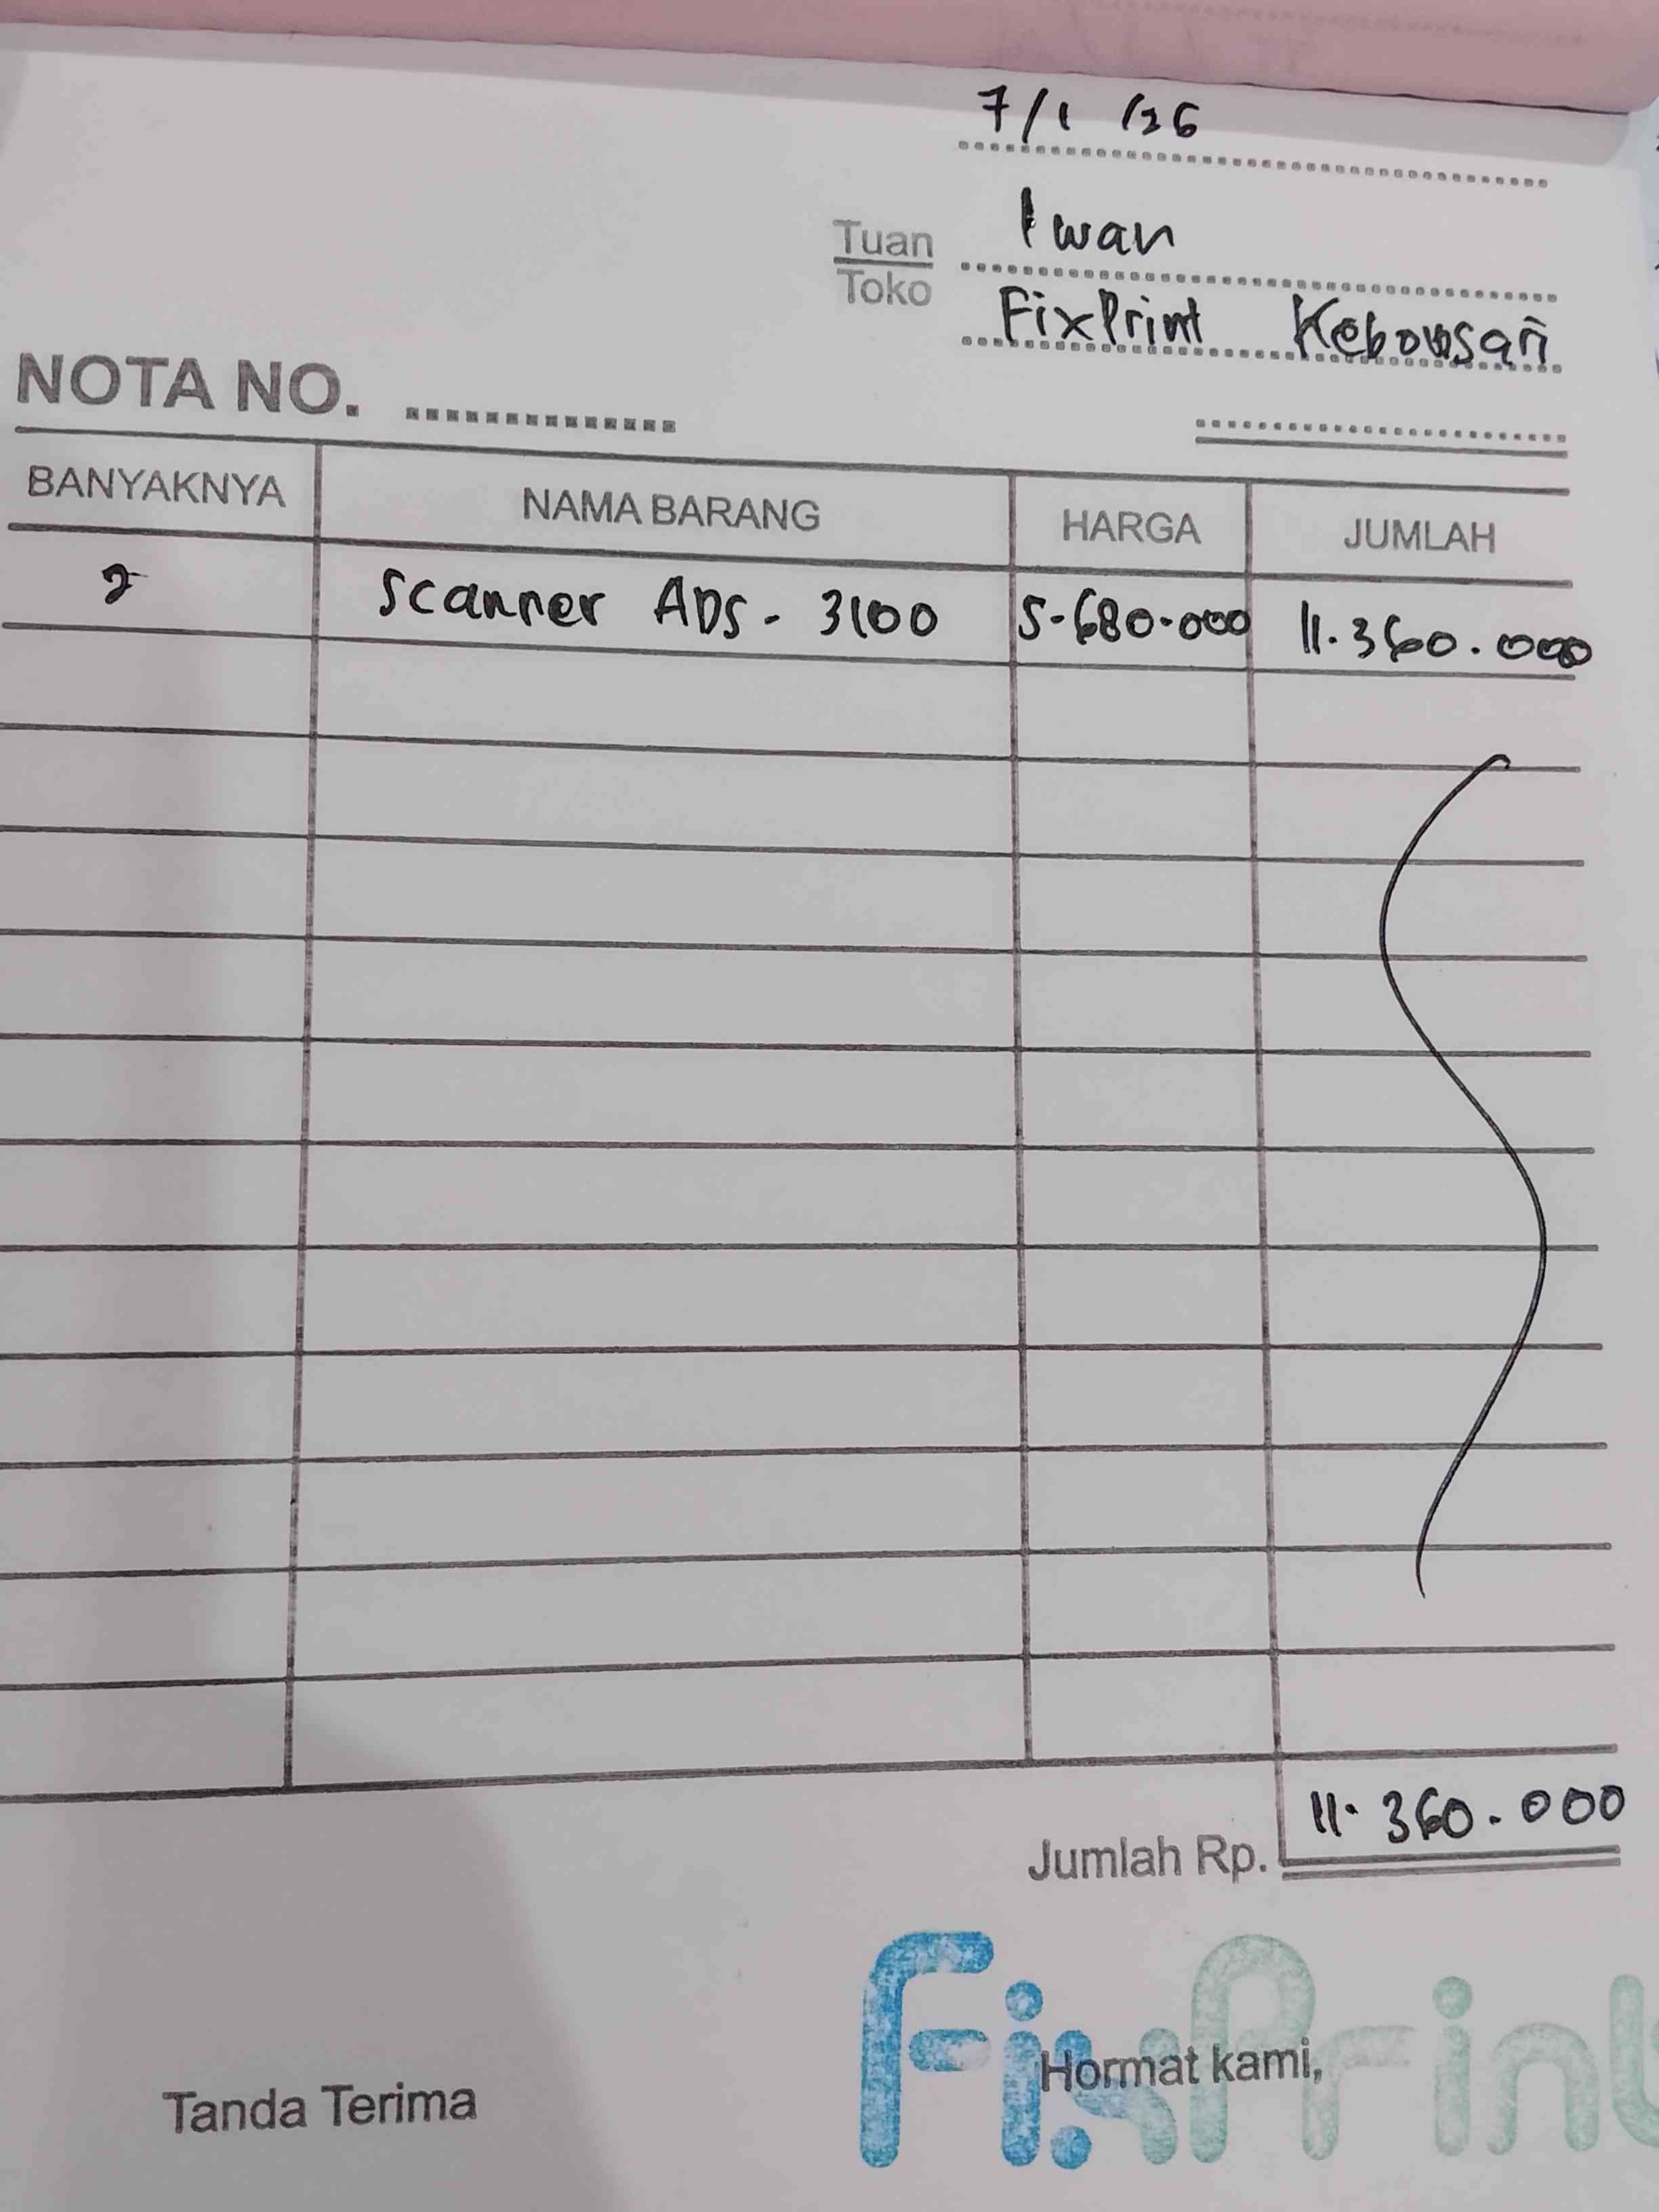 7/1 /26
Tuan Iwan
Toko FixPrint Kebonsari
NOTA NO.
BANYAKNYA NAMA BARANG HARGA JUMLAH
2 Scanner ADS - 3100 5.680.000 11.360.000
Jumlah Rp. 11.360.000
FixPrint
Tanda Terima Hormat kami,